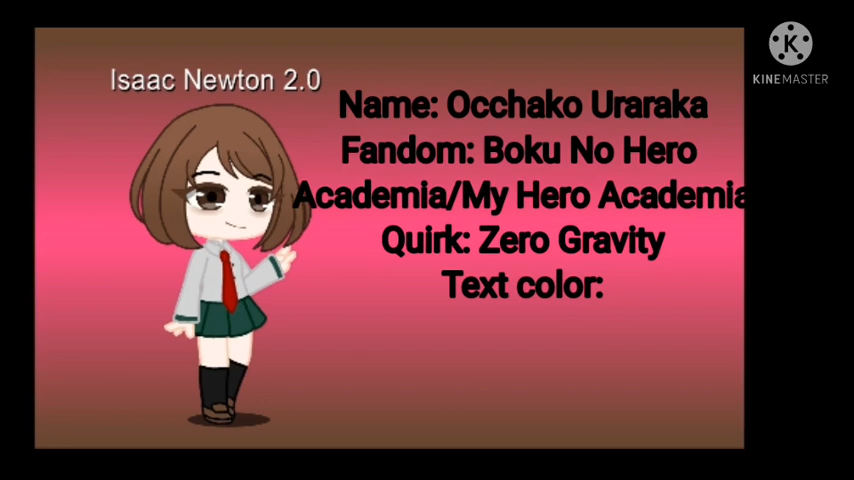 Isaac Newton 2.0
Name: Occhako Uraraka
Fandom: Boku No Hero
Academia/My Hero Academia
Quirk: Zero Gravity
Text color:
K
KINEMASTER